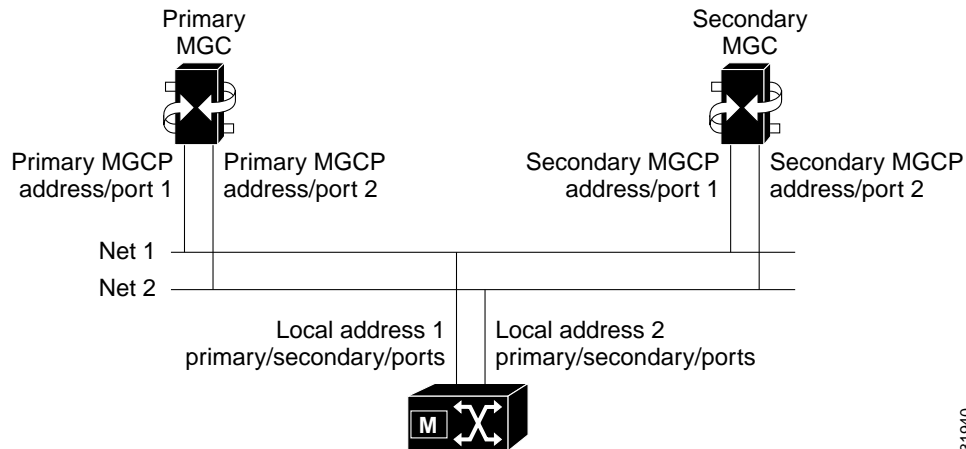 Primary
MGC
Secondary
MGC
Primary MGCP
address/port 1
Primary MGCP
address/port 2
Secondary MGCP
address/port 1
Secondary MGCP
address/port 2
Net 1
Net 2
Local address 1
primary/secondary/ports
Local address 2
primary/secondary/ports
M